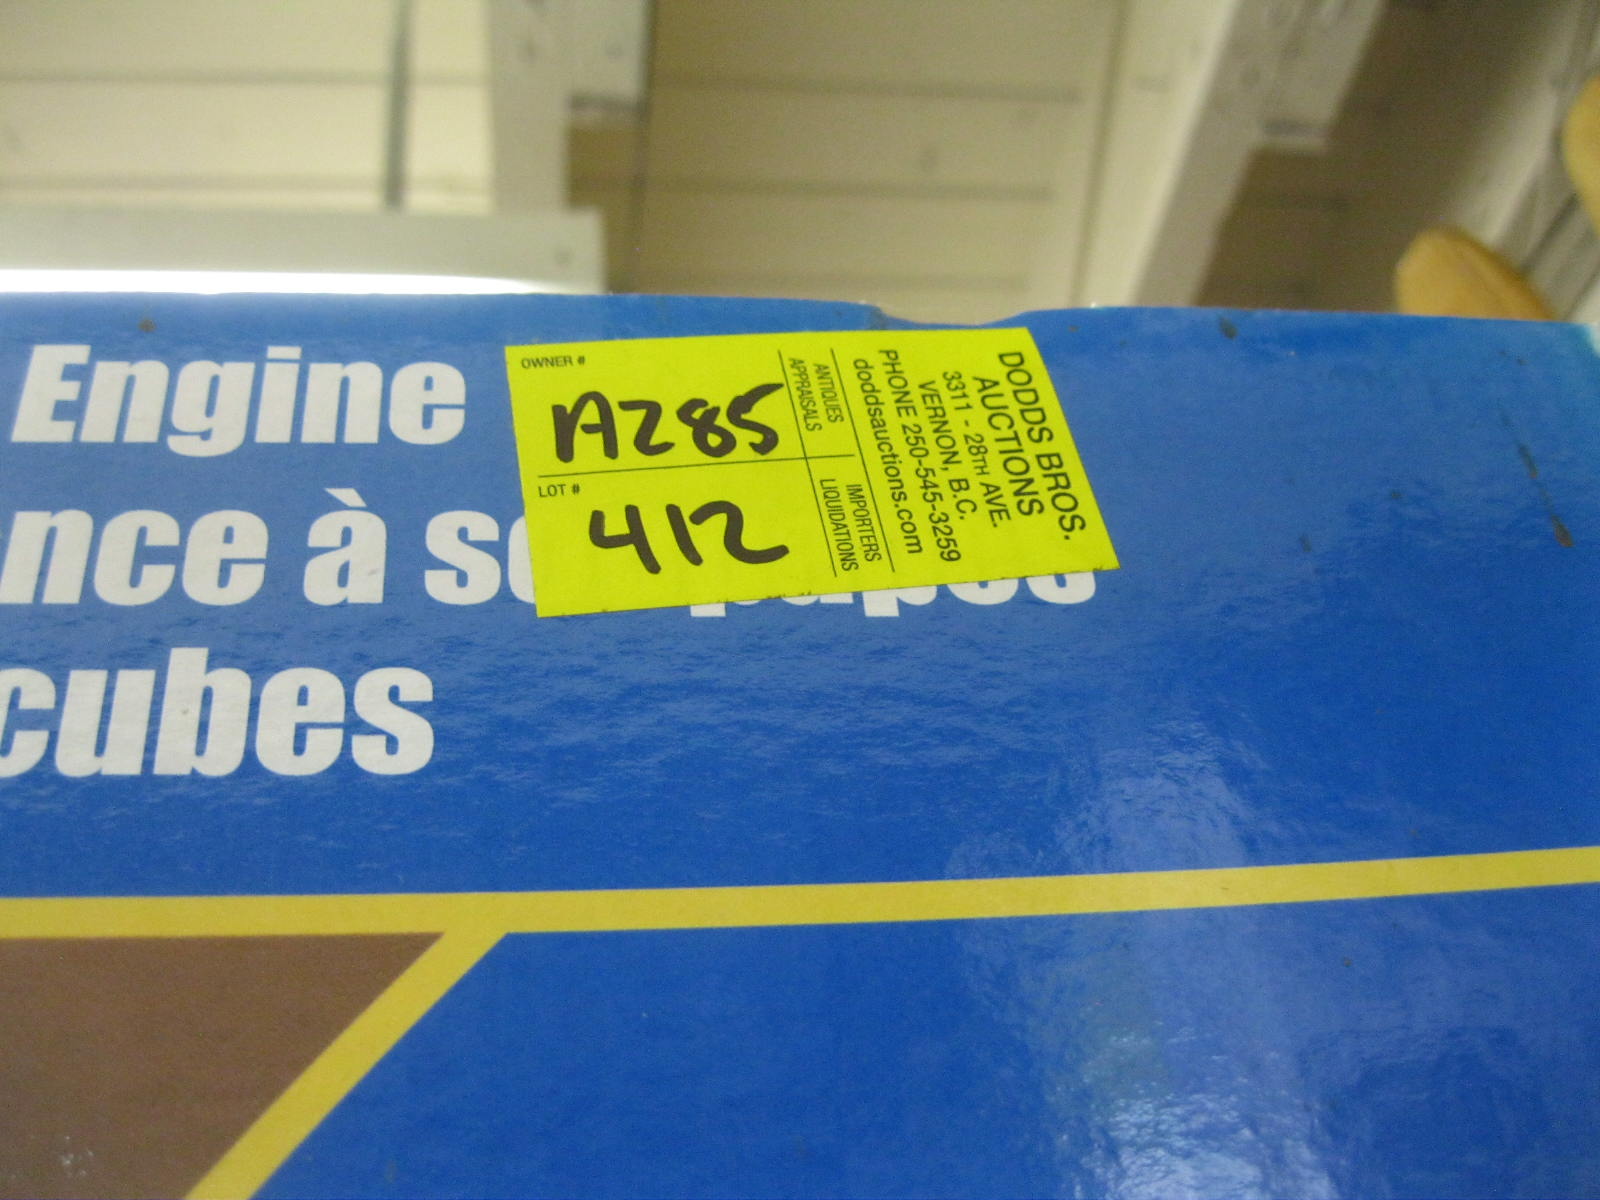 Engine
nce à
cubes
OWNER #
A285
LOT #
412
ANTIQUES
APPRAISALS
IMPORTERS
LIQUIDATIONS
DODDS BROS.
AUCTIONS
3311 - 28TH AVE.
VERNON, B.C.
PHONE 250-545-3259
doddsauctions.com